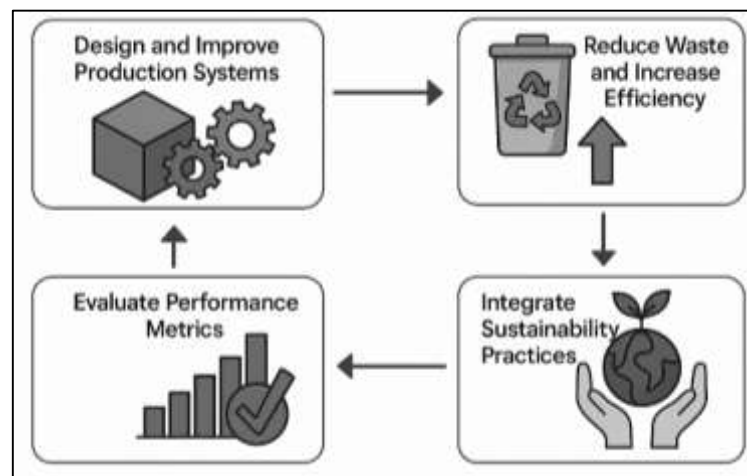 Design and Improve
Production Systems
Reduce Waste
and Increase
Efficiency
Evaluate Performance
Metrics
Integrate
Sustainability
Practices